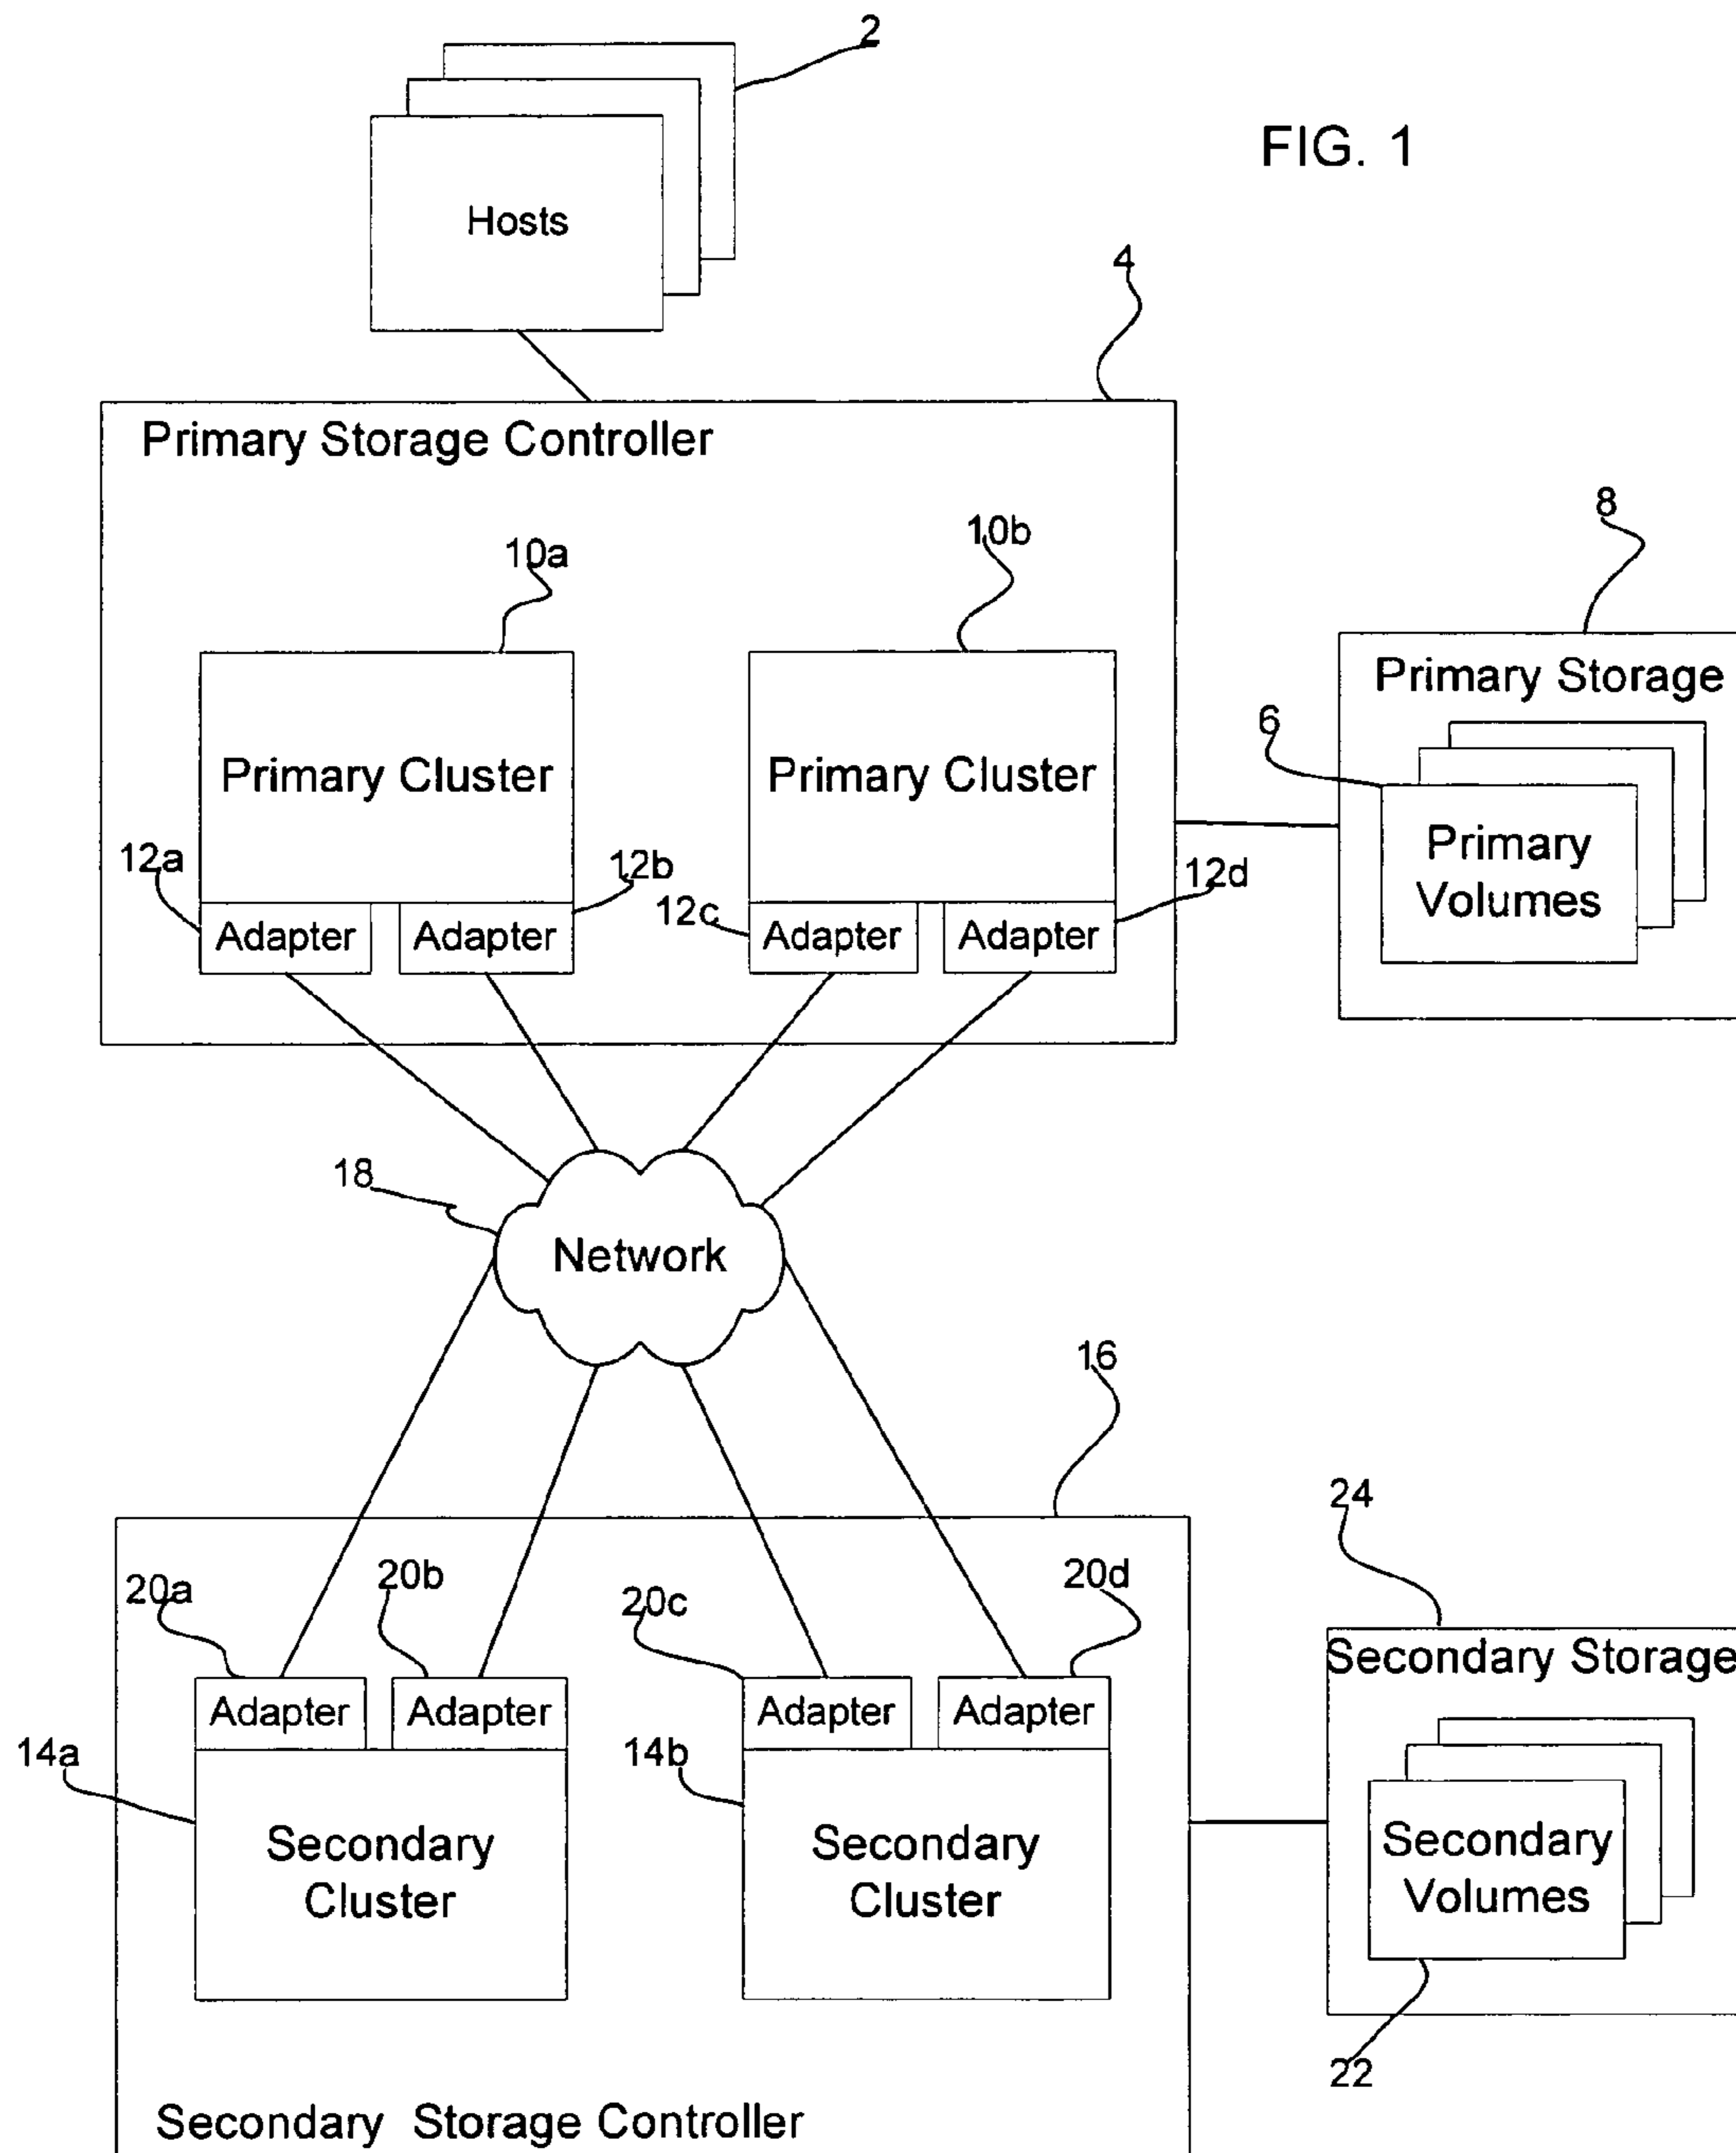 2
FIG. 1
Hosts
4
Primary Storage Controller
8
10a
10b
Primary Storage
6
Primary Cluster
Primary Cluster
Primary
Volumes
12a
12b
12c
12d
Adapter
Adapter
Adapter
Adapter
18
Network
16
24
20a
20b
20c
20d
Secondary Storage
Adapter
Adapter
Adapter
Adapter
14a
14b
Secondary
Cluster
Secondary
Cluster
Secondary
Volumes
22
Secondary Storage Controller